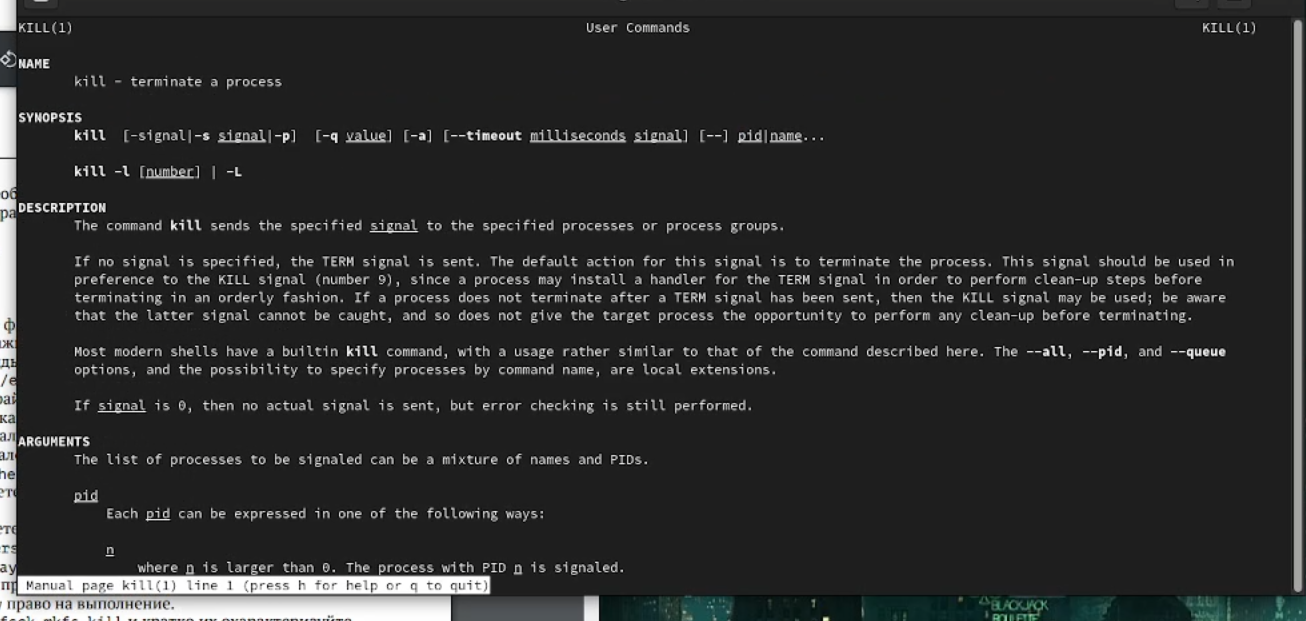 KILL(1) User Commands KILL(1)
NAME
kill - terminate a process
SYNOPSIS
kill [-signal|-s signal|-p] [-q value] [-a] [--timeout milliseconds signal] [--] pid|name...
kill -l [number] | -L
DESCRIPTION
The command kill sends the specified signal to the specified processes or process groups.
If no signal is specified, the TERM signal is sent. The default action for this signal is to terminate the process. This signal should be used in
preference to the KILL signal (number 9), since a process may install a handler for the TERM signal in order to perform clean-up steps before
terminating in an orderly fashion. If a process does not terminate after a TERM signal has been sent, then the KILL signal may be used; be aware
that the latter signal cannot be caught, and so does not give the target process the opportunity to perform any clean-up before terminating.
Most modern shells have a builtin kill command, with a usage rather similar to that of the command described here. The --all, --pid, and --queue
options, and the possibility to specify processes by command name, are local extensions.
If signal is 0, then no actual signal is sent, but error checking is still performed.
ARGUMENTS
The list of processes to be signaled can be a mixture of names and PIDs.
pid
Each pid can be expressed in one of the following ways:
n
where n is larger than 0. The process with PID n is signaled.
Manual page kill(1) line 1 (press h for help or q to quit)
право на выполнение.
BLACKJACK
ROULETTE